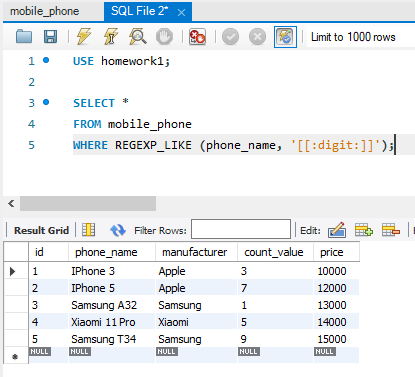 mobile_phone SQL File 2* ×
Limit to 1000 rows
1 USE homework1;
2
3 SELECT *
4 FROM mobile_phone
5 WHERE REGEXP_LIKE (phone_name, '[[:digit:]]');
Result Grid Filter Rows: Edit:
id phone_name manufacturer count_value price
1 IPhone 3 Apple 3 10000
2 IPhone 5 Apple 7 12000
3 Samsung A32 Samsung 1 13000
4 Xiaomi 11 Pro Xiaomi 5 14000
5 Samsung T34 Samsung 9 15000
NULL NULL NULL NULL NULL